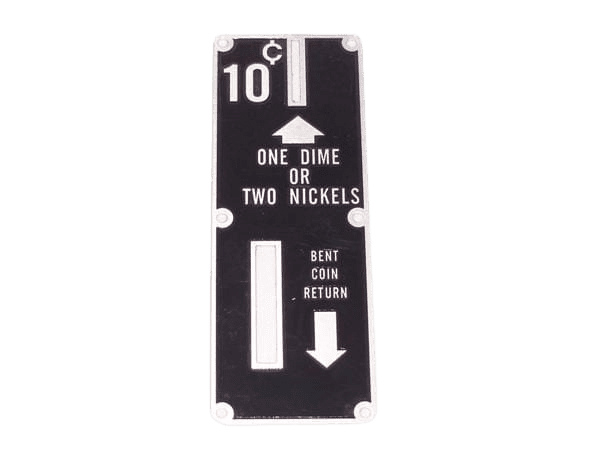 10¢
ONE DIME
OR
TWO NICKELS
BENT
COIN
RETURN